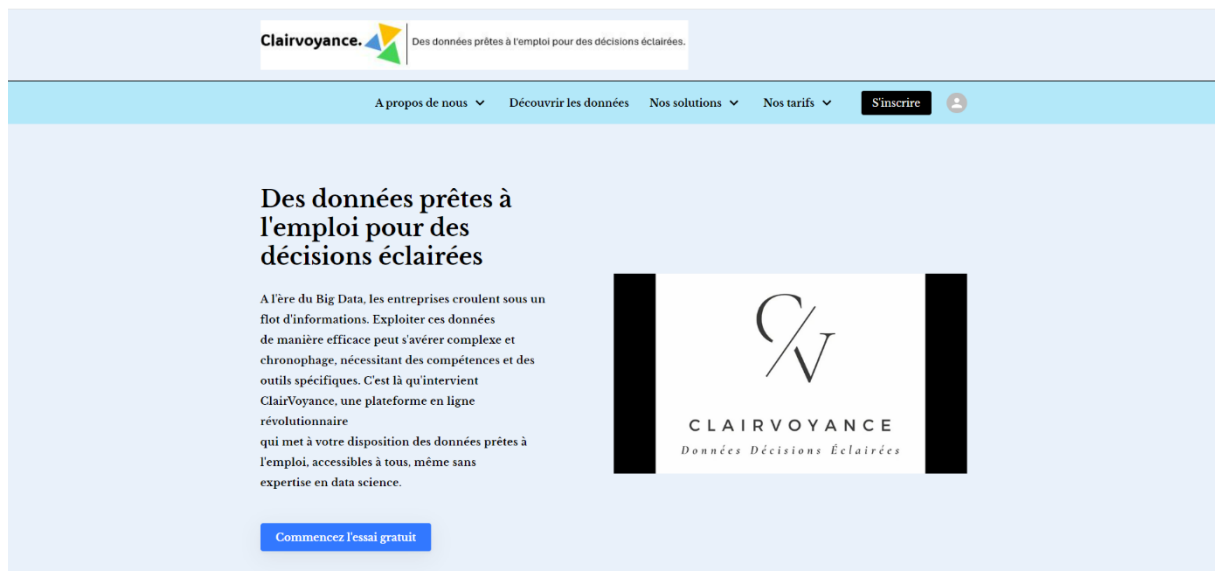 Clairvoyance.
Des données prêtes à l'emploi pour des décisions éclairées.
A propos de nous
Découvrir les données
Nos solutions
Nos tarifs
S'inscrire
Des données prêtes à
l'emploi pour des
décisions éclairées
A l'ère du Big Data, les entreprises croulent sous un
flot d'informations. Exploiter ces données
de manière efficace peut s'avérer complexe et
chronophage, nécessitant des compétences et des
outils spécifiques. C'est là qu'intervient
ClairVoyance, une plateforme en ligne
révolutionnaire
qui met à votre disposition des données prêtes à
l'emploi, accessibles à tous, même sans
expertise en data science.
Commencez l'essai gratuit
C/V
CLAIRVOYANCE
Données Décisions Éclairées